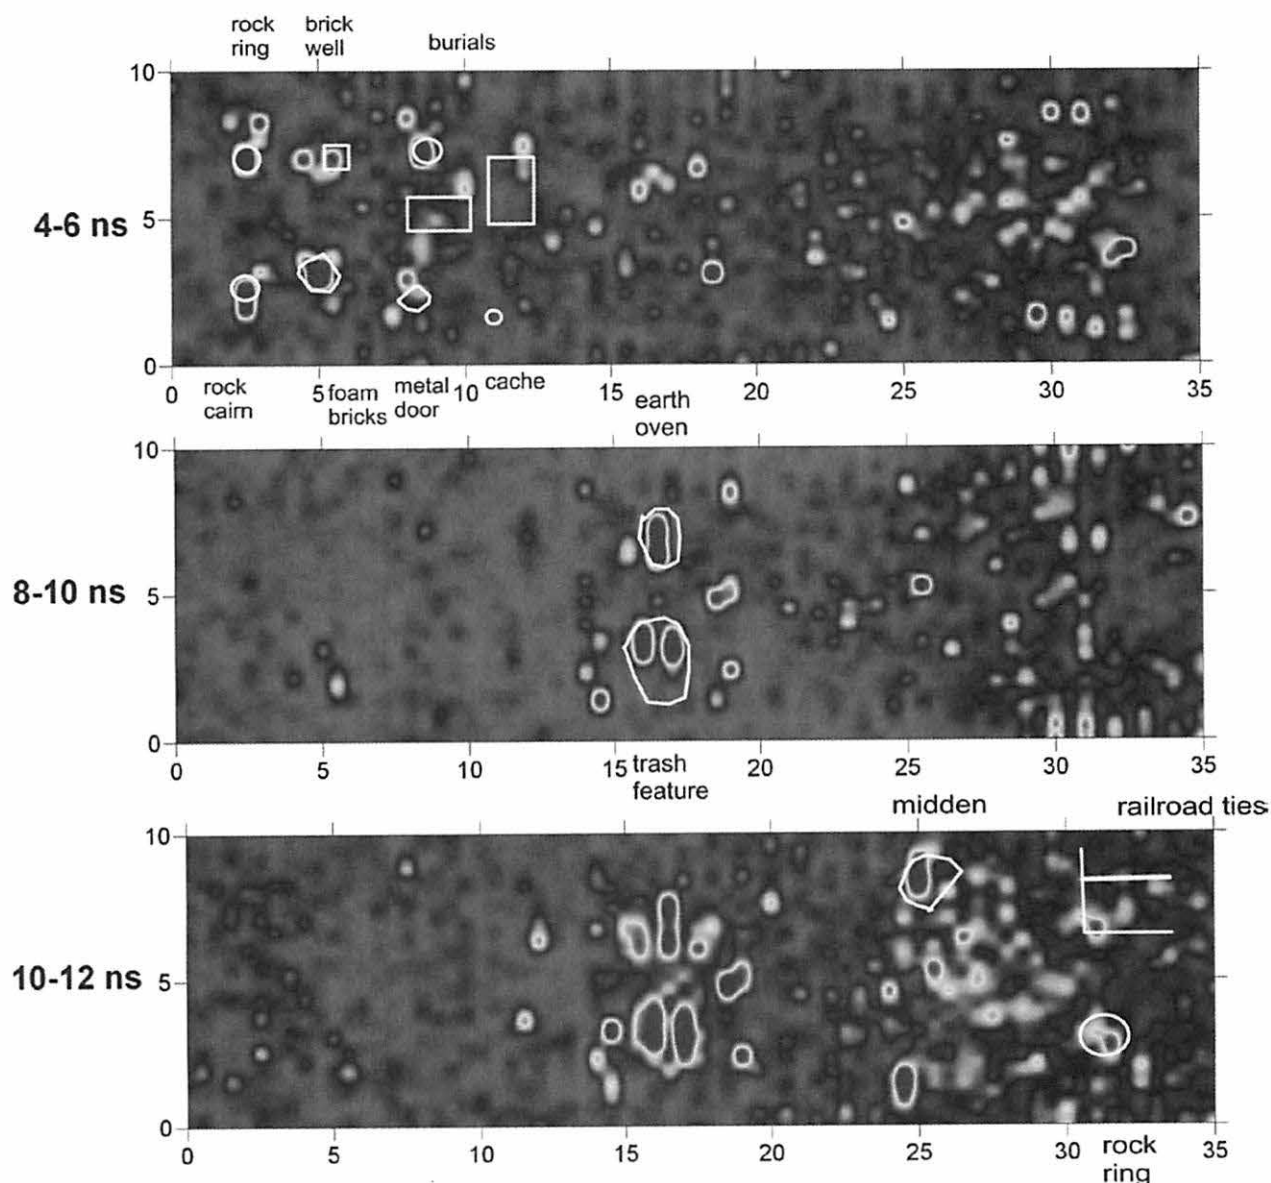 rock brick
ring well burials
10
4-6 ns 5
0
0 5 10 15 20 25 30 35
rock foam metal cache earth
cairn bricks door oven
10
8-10 ns 5
0
0 5 10 15 20 25 30 35
trash
feature midden railroad ties
10
10-12 ns 5
0
0 5 10 15 20 25 30 35
rock
ring